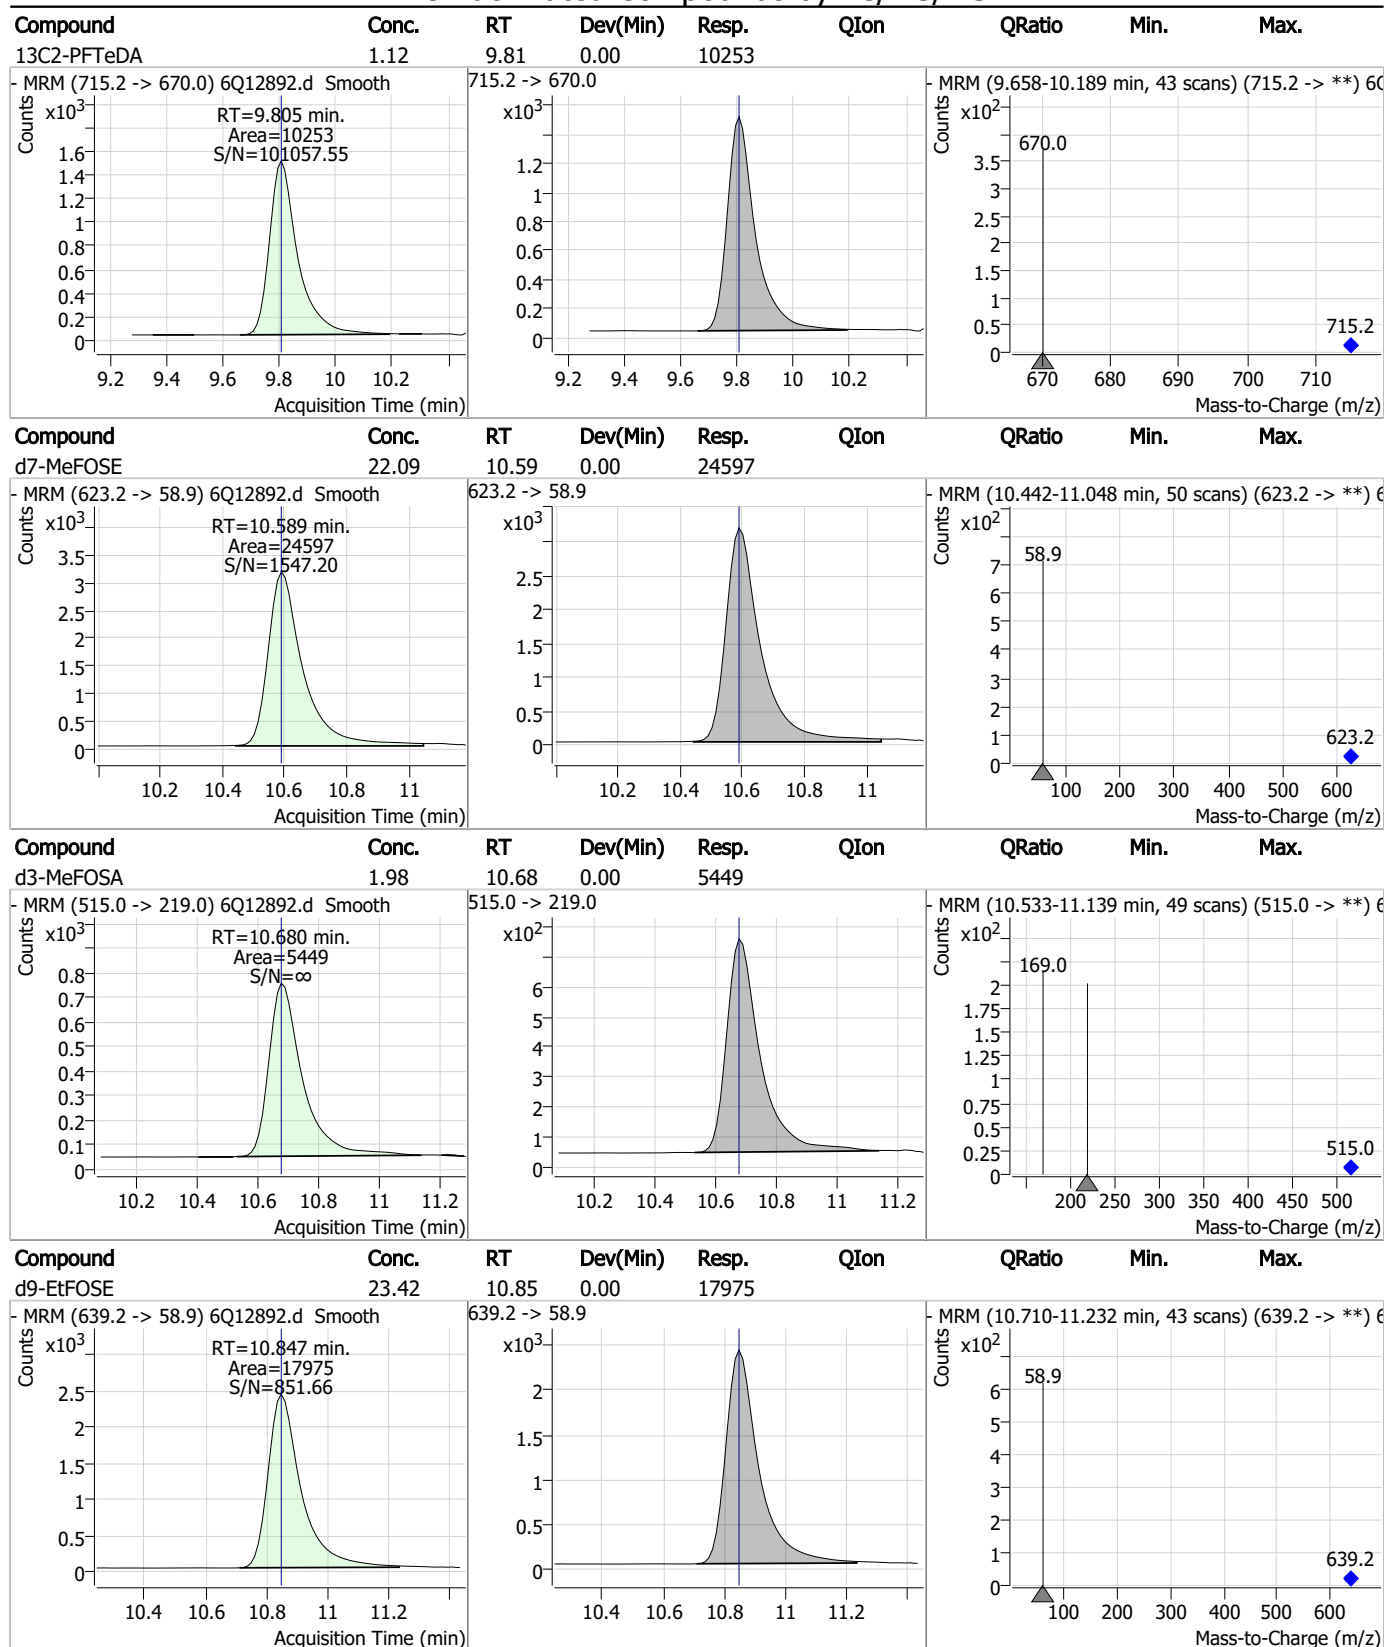 Compound Conc. RT Dev(Min) Resp. QIon QRatio Min. Max.
13C2-PFTeDA 1.12 9.81 0.00 10253
- MRM (715.2 -> 670.0) 6Q12892.d Smooth 715.2 -> 670.0 - MRM (9.658-10.189 min, 43 scans) (715.2 -> **)
Counts x10³ RT=9.805 min. x10³ Counts x10²
Area=10253
S/N=101057.55
670.0
1.6 1.4 1.2 1 0.8 0.6 0.4 0.2 0
1.2 1 0.8 0.6 0.4 0.2 0
3.5 3 2.5 2 1.5 1 0.5 0
715.2
9.2 9.4 9.6 9.8 10 10.2 9.2 9.4 9.6 9.8 10 10.2 670 680 690 700 710
Acquisition Time (min) Mass-to-Charge (m/z)
Compound Conc. RT Dev(Min) Resp. QIon QRatio Min. Max.
d7-MeFOSE 22.09 10.59 0.00 24597
- MRM (623.2 -> 58.9) 6Q12892.d Smooth 623.2 -> 58.9 - MRM (10.442-11.048 min, 50 scans) (623.2 -> **)
Counts x10³ RT=10.589 min. x10³ Counts x10²
Area=24597
S/N=1547.20
58.9
3.5 3 2.5 2 1.5 1 0.5 0
2.5 2 1.5 1 0.5 0
7 6 5 4 3 2 1 0
623.2
10.2 10.4 10.6 10.8 11 10.2 10.4 10.6 10.8 11 100 200 300 400 500 600
Acquisition Time (min) Mass-to-Charge (m/z)
Compound Conc. RT Dev(Min) Resp. QIon QRatio Min. Max.
d3-MeFOSA 1.98 10.68 0.00 5449
- MRM (515.0 -> 219.0) 6Q12892.d Smooth 515.0 -> 219.0 - MRM (10.533-11.139 min, 49 scans) (515.0 -> **)
Counts x10³ RT=10.680 min. x10² Counts x10²
Area=5449
S/N=∞
169.0
0.8 0.7 0.6 0.5 0.4 0.3 0.2 0.1 0
6 5 4 3 2 1 0
2 1.75 1.5 1.25 1 0.75 0.5 0.25 0
515.0
10.2 10.4 10.6 10.8 11 11.2 10.2 10.4 10.6 10.8 11 11.2 200 250 300 350 400 450 500
Acquisition Time (min) Mass-to-Charge (m/z)
Compound Conc. RT Dev(Min) Resp. QIon QRatio Min. Max.
d9-EtFOSE 23.42 10.85 0.00 17975
- MRM (639.2 -> 58.9) 6Q12892.d Smooth 639.2 -> 58.9 - MRM (10.710-11.232 min, 43 scans) (639.2 -> **)
Counts x10³ RT=10.847 min. x10³ Counts x10²
Area=17975
S/N=851.66
58.9
2.5 2 1.5 1 0.5 0
2 1.5 1 0.5 0
6 5 4 3 2 1 0
639.2
10.4 10.6 10.8 11 11.2 10.4 10.6 10.8 11 11.2 100 200 300 400 500 600
Acquisition Time (min) Mass-to-Charge (m/z)